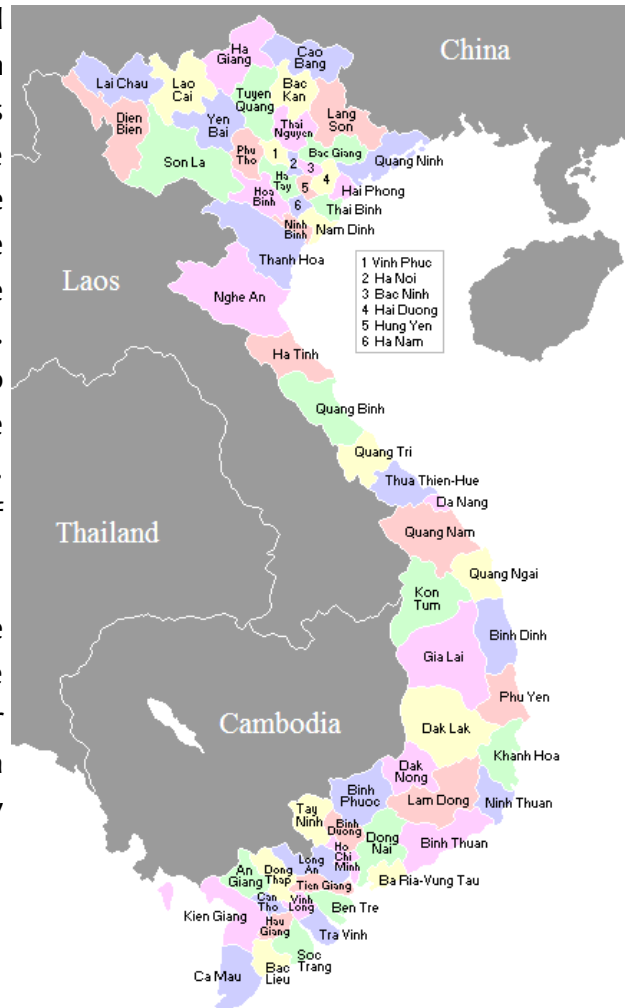 China
Ha
Giang
Cao
Bang
Lai Chau
Lao
Cai
Bac
Kan
Tuyen
Quang
Dien
Bien
Yen
Bai
Thai
Nguyen
Lang
Son
Son La
Phu
Tho
1
2
3
Bac Giang
Quang Ninh
Ha
Tay
4
5
Hai Phong
Hoa
Binh
6
Thai Binh
Ninh
Binh
Nam Dinh
Thanh Hoa
1 Vinh Phuc
2 Ha Noi
3 Bac Ninh
4 Hai Duong
5 Hung Yen
6 Ha Nam
Laos
Nghe An
Ha Tinh
Quang Binh
Quang Tri
Thua Thien-Hue
Da Nang
Thailand
Quang Nam
Quang Ngai
Kon
Tum
Binh Dinh
Gia Lai
Phu Yen
Cambodia
Dak Lak
Khanh Hoa
Dak
Nong
Binh
Phuoc
Lam Dong
Ninh Thuan
Tay
Ninh
Binh
Duong
Dong
Nai
Binh Thuan
Ho
Chi
Minh
Long
An
An
Giang
Dong
Thap
Tien Giang
Ba Ria-Vung Tau
Can
Tho
Vinh
Long
Ben Tre
Kien Giang
Hau
Giang
Tra Vinh
Soc
Trang
Ca Mau
Bac
Lieu